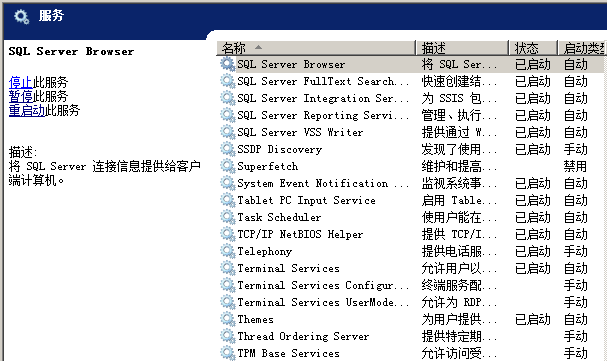 服务
SQL Server Browser
停止此服务
暂停此服务
重启动此服务
描述:
将 SQL Server 连接信息提供给客户
端计算机。
名称 描述 状态 启动类型
SQL Server Browser 将 SQL Ser... 已启动 自动
SQL Server FullText Search... 快速创建结... 已启动 自动
SQL Server Integration Ser... 为 SSIS 包... 已启动 自动
SQL Server Reporting Servi... 管理、执行... 已启动 自动
SQL Server VSS Writer 提供通过 W... 已启动 自动
SSDP Discovery 发现了使用... 已启动 手动
Superfetch 维护和提高... 禁用
System Event Notification ... 监视系统事... 已启动 自动
Tablet PC Input Service 启用 Table... 已启动 自动
Task Scheduler 使用户能在... 已启动 自动
TCP/IP NetBIOS Helper 提供 TCP/I... 已启动 自动
Telephony 提供电话服... 已启动 手动
Terminal Services 允许用户以... 已启动 自动
Terminal Services Configur... 终端服务配... 手动
Terminal Services UserMode... 允许为 RDP... 手动
Themes 为用户提供... 已启动 自动
Thread Ordering Server 提供特定期... 手动
TPM Base Services 允许访问受... 手动